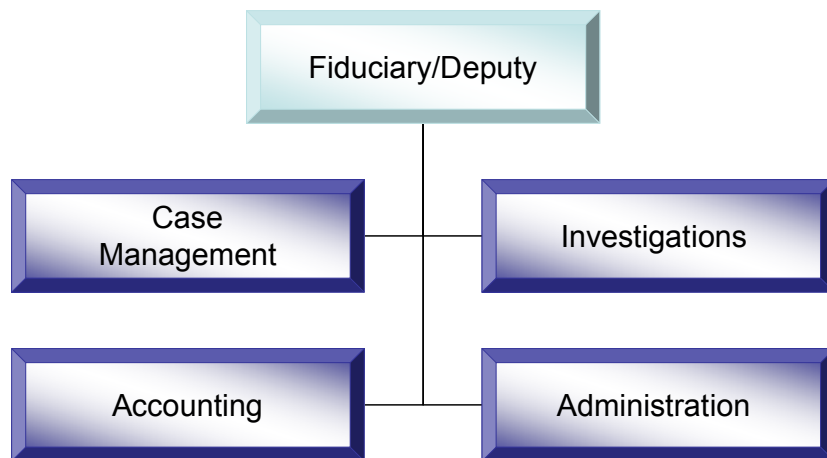 Fiduciary/Deputy
Case
Management
Investigations
Accounting
Administration